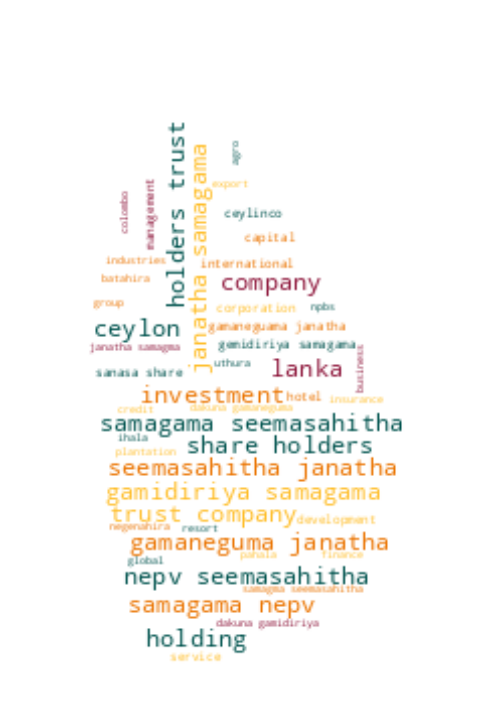 holders trust
janatha samagama
agro
management
colombo
export
ceylinco
capital
industries
international
batahira
company
group
corporation
npbs
ceylon
gamaneguama janatha
janatha samagma
gemidiriya samagama
business
uthura
lanka
sanasa share
investment
hotel
insurance
credit
dakuna gamaneguma
samagama seemasahitha
ihala
share holders
plantation
seemasahitha janatha
gamidiriya samagama
trust company
development
negenahira
resort
gamaneguma janatha
pahala
finance
global
nepv seemasahitha
samagma seemasahitha
samagama nepv
dakuna gamidiriya
holding
service